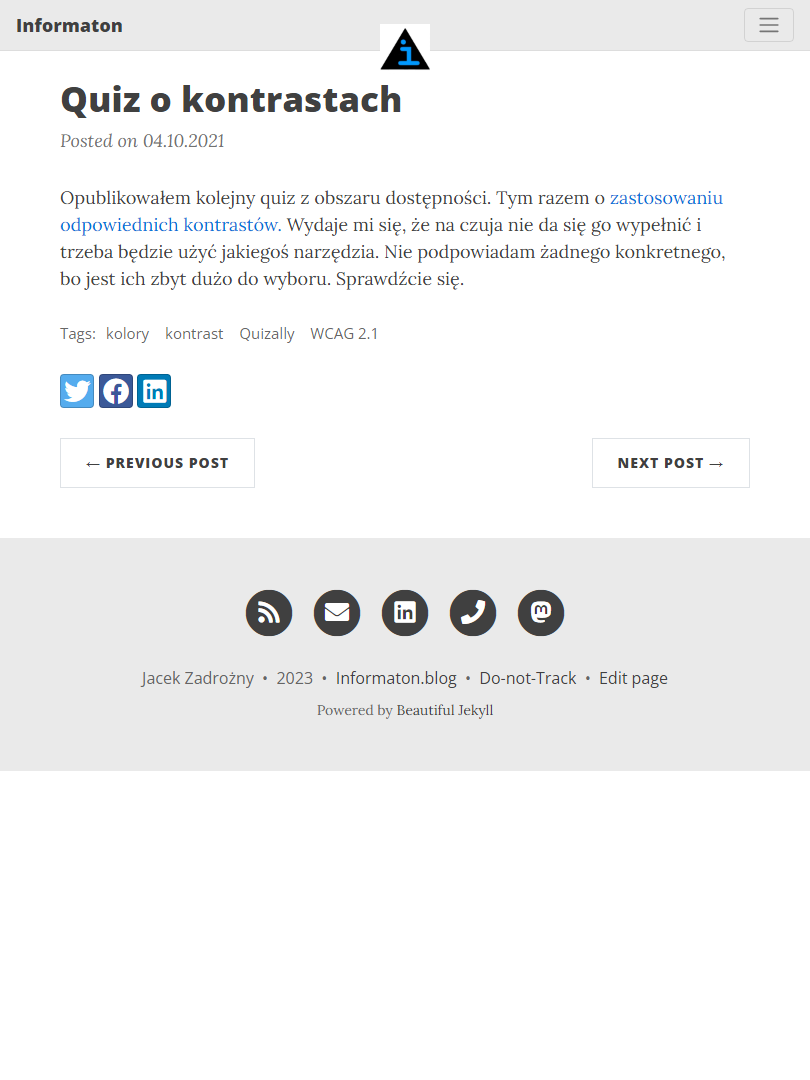 Informaton
Quiz o kontrastach
Posted on 04.10.2021
Opublikowałem kolejny quiz z obszaru dostępności. Tym razem o zastosowaniu
odpowiednich kontrastów. Wydaje mi się, że na czuja nie da się go wypełnić i
trzeba będzie użyć jakiegoś narzędzia. Nie podpowiadam żadnego konkretnego,
bo jest ich zbyt dużo do wyboru. Sprawdźcie się.
Tags: kolory kontrast Quizally WCAG 2.1
← PREVIOUS POST
NEXT POST →
Jacek Zadrożny • 2023 • Informaton.blog • Do-not-Track • Edit page
Powered by Beautiful Jekyll